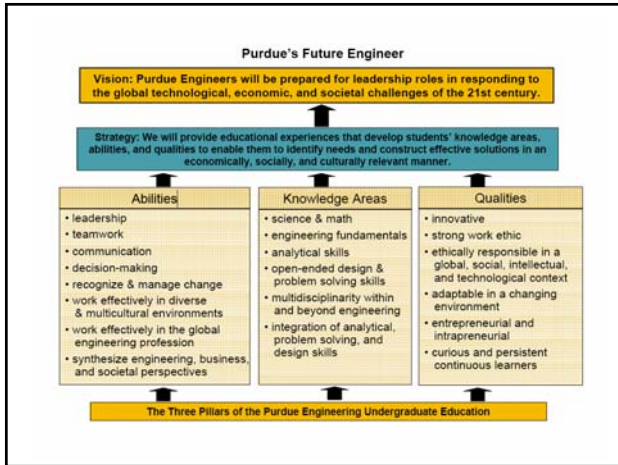 Purdue's Future Engineer
Vision: Purdue Engineers will be prepared for leadership roles in responding to
the global technological, economic, and societal challenges of the 21st century.
Strategy: We will provide educational experiences that develop students' knowledge areas,
abilities, and qualities to enable them to identify needs and construct effective solutions in an
economically, socially, and culturally relevant manner.
Abilities
• leadership
• teamwork
• communication
• decision-making
• recognize & manage change
• work effectively in diverse
& multicultural environments
• work effectively in the global
engineering profession
• synthesize engineering, business,
and societal perspectives
Knowledge Areas
• science & math
• engineering fundamentals
• analytical skills
• open-ended design &
problem solving skills
• multidisciplinarity within
and beyond engineering
• integration of analytical,
problem solving, and
design skills
Qualities
• innovative
• strong work ethic
• ethically responsible in a
global, social, intellectual,
and technological context
• adaptable in a changing
environment
• entrepreneurial and
intrapreneurial
• curious and persistent
continuous learners
The Three Pillars of the Purdue Engineering Undergraduate Education